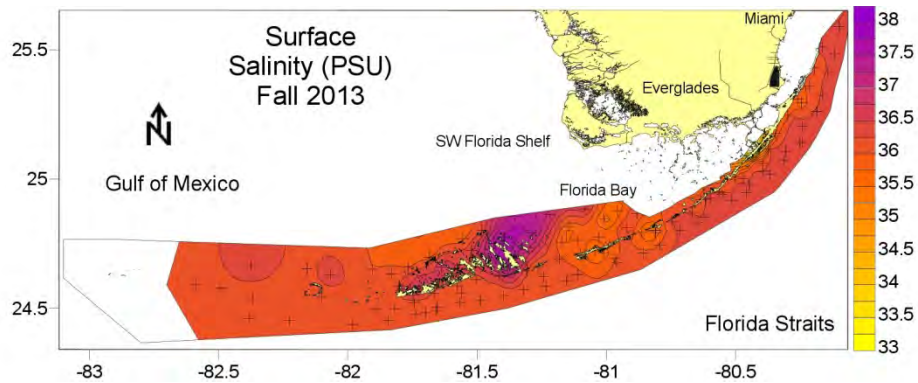 Surface
Salinity (PSU)
Fall 2013
Miami
Everglades
SW Florida Shelf
N
Gulf of Mexico
Florida Bay
Florida Straits
25.5
25
24.5
-83
-82.5
-82
-81.5
-81
-80.5
38
37.5
37
36.5
36
35.5
35
34.5
34
33.5
33